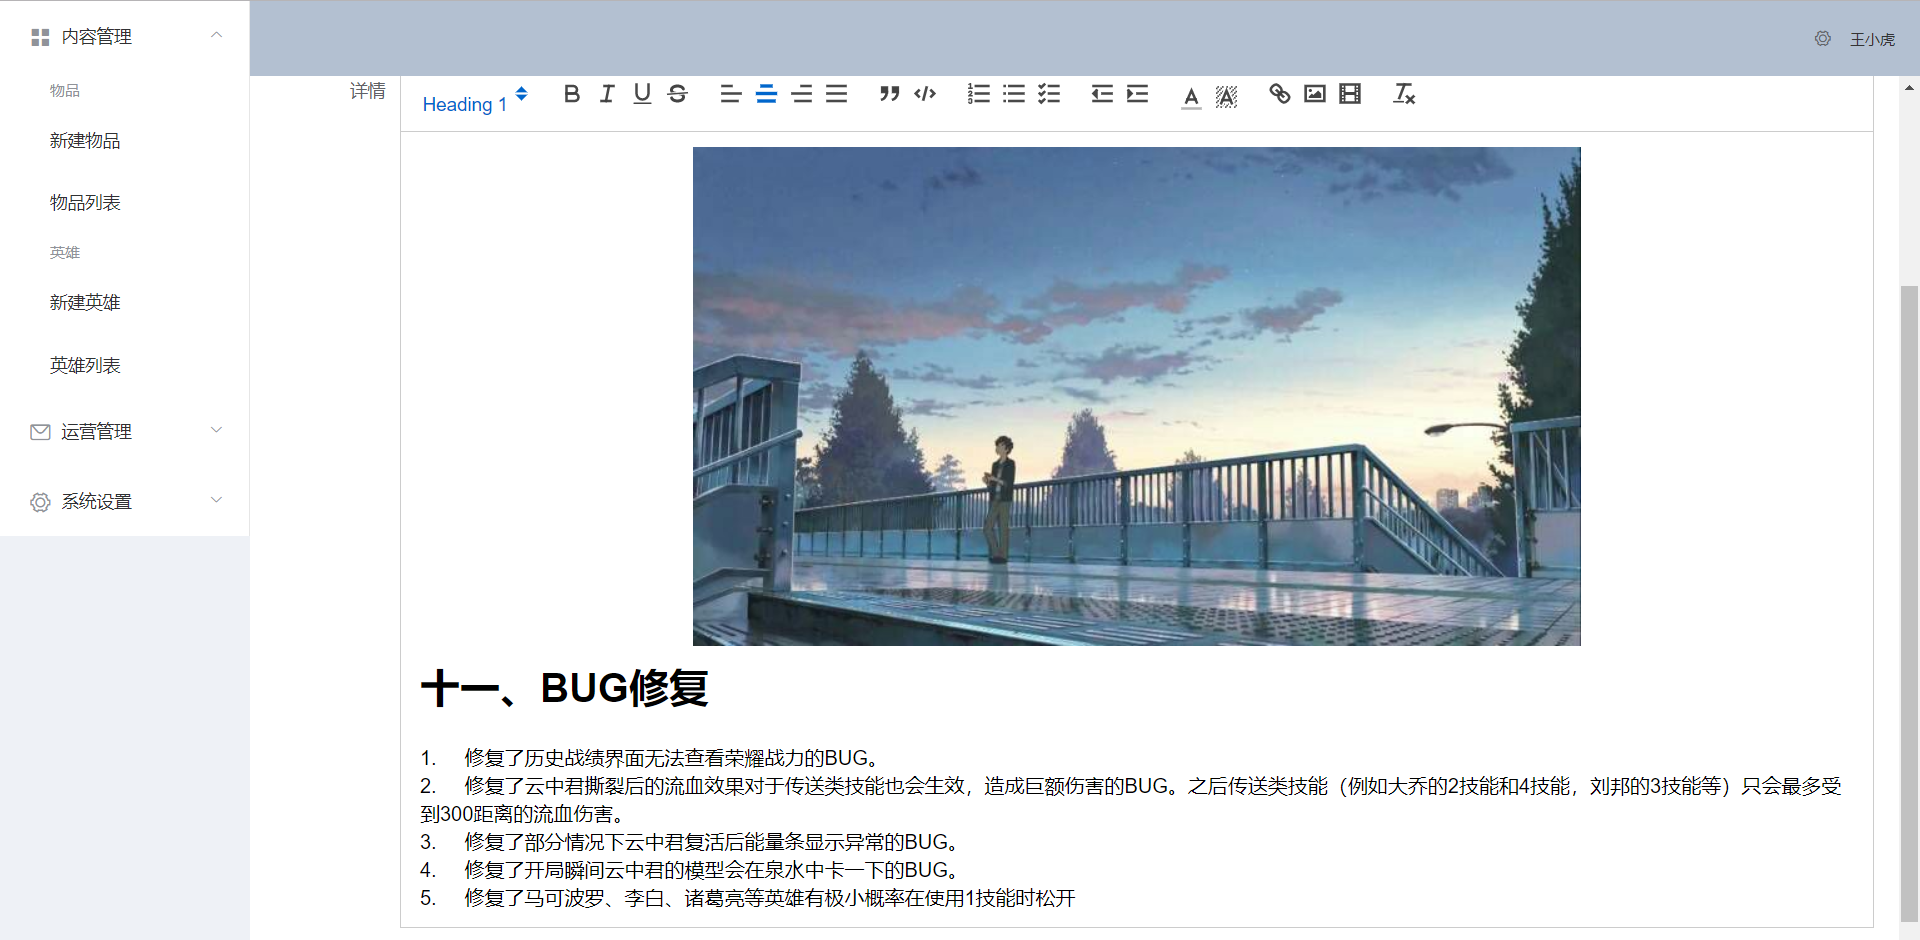 内容管理
物品
新建物品
物品列表
英雄
新建英雄
英雄列表
运营管理
系统设置
王小虎
详情
Heading 1
十一、BUG修复
1. 修复了历史战绩界面无法查看荣耀战力的BUG。
2. 修复了云中君撕裂后的流血效果对于传送类技能也会生效，造成巨额伤害的BUG。之后传送类技能（例如大乔的2技能和4技能，刘邦的3技能等）只会最多受
到300距离的流血伤害。
3. 修复了部分情况下云中君复活后能量条显示异常的BUG。
4. 修复了开局瞬间云中君的模型会在泉水中卡一下的BUG。
5. 修复了马可波罗、李白、诸葛亮等英雄有极小概率在使用1技能时松开